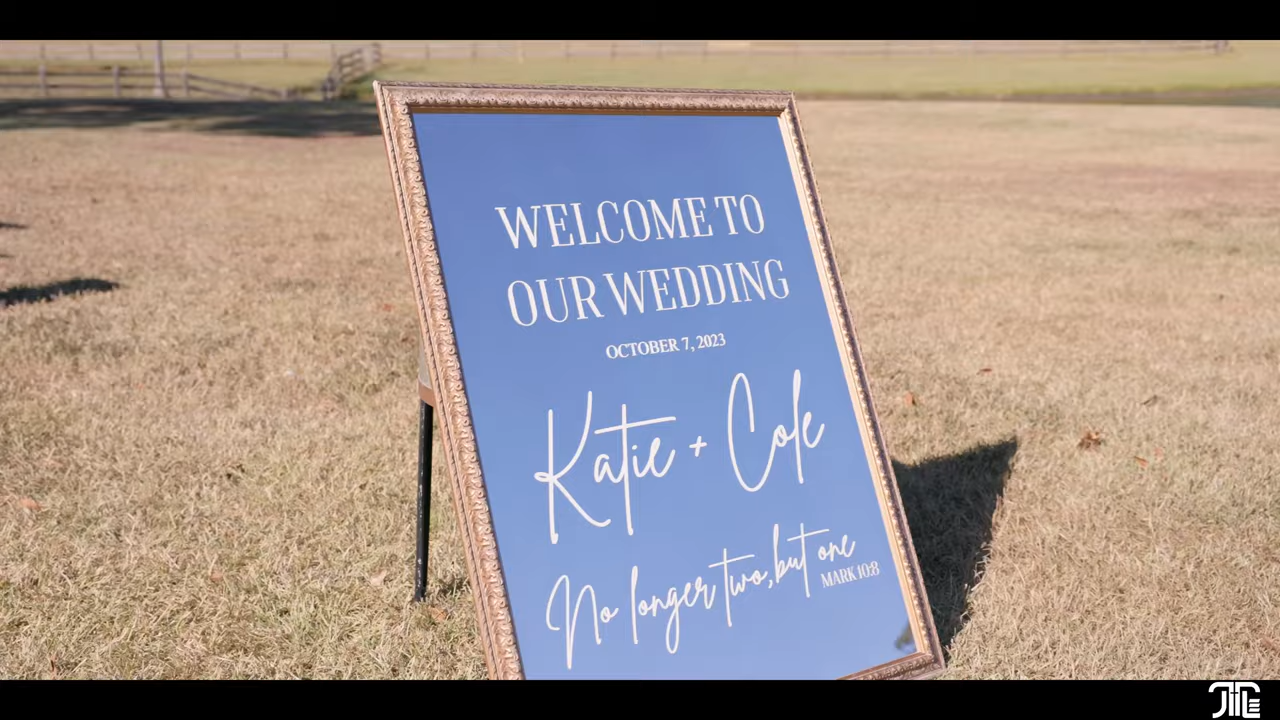 WELCOME TO
OUR WEDDING
OCTOBER 7, 2023
Katie + Cole
No longer two, but one
MARK 10:8